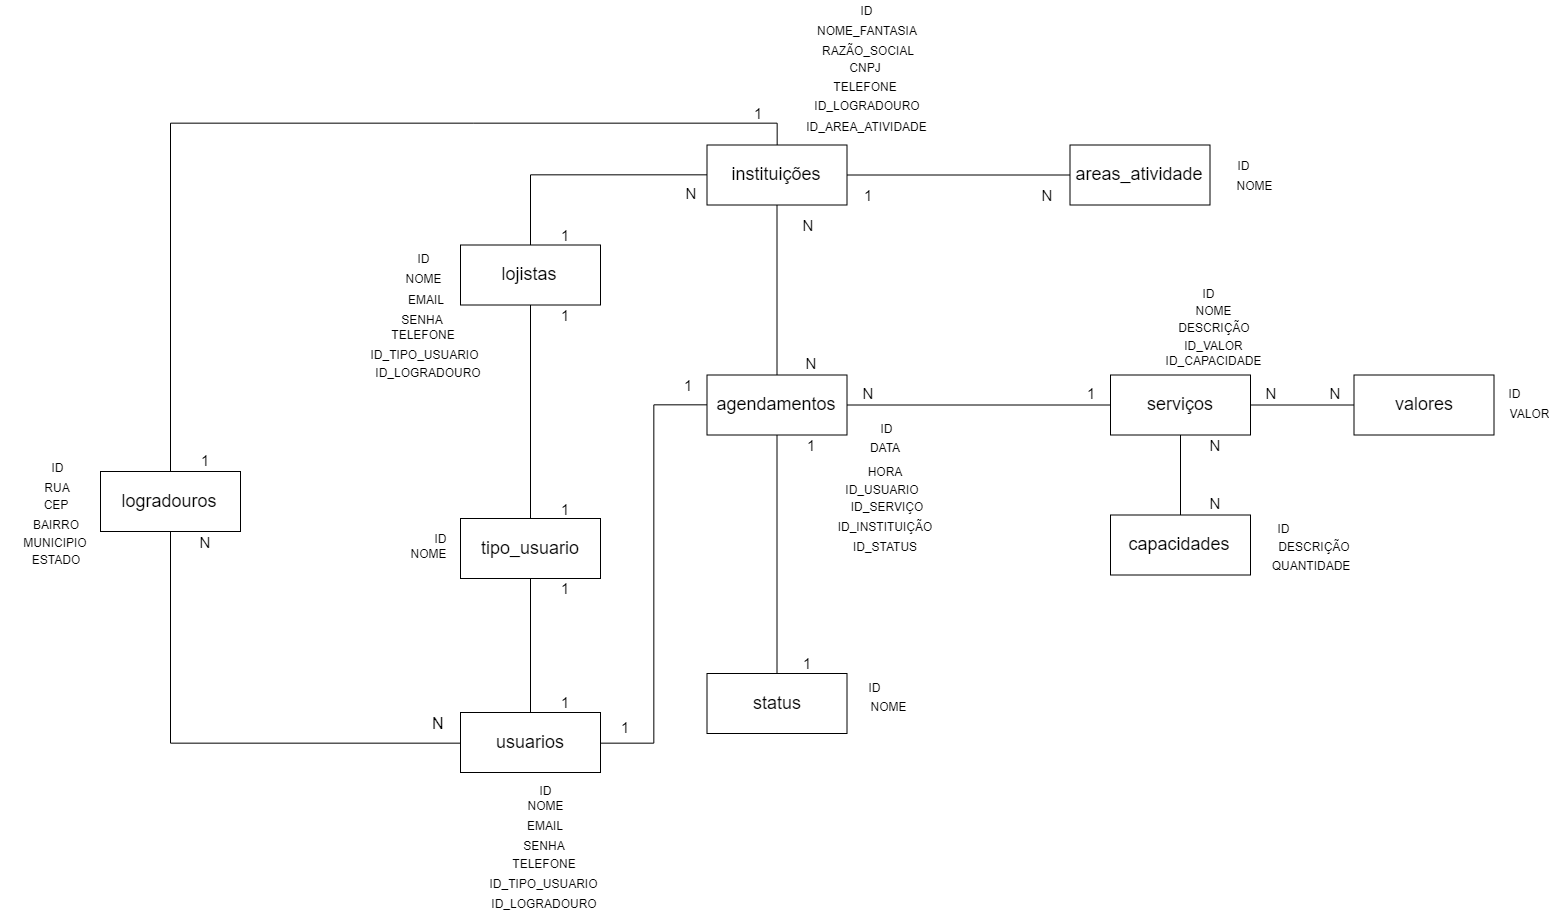 ID
NOME_FANTASIA
RAZÃO_SOCIAL
CNPJ
TELEFONE
ID_LOGRADOURO
ID_AREA_ATIVIDADE
1
instituições
N
1
N
N
areas_atividade
ID
NOME
1
lojistas
1
ID
NOME
EMAIL
SENHA
TELEFONE
ID_TIPO_USUARIO
ID_LOGRADOURO
ID
NOME
DESCRIÇÃO
ID_VALOR
ID_CAPACIDADE
N
1
agendamentos
N
1
1
serviços
N
N
N
valores
ID
VALOR
ID
DATA
HORA
ID_USUARIO
ID_SERVIÇO
ID_INSTITUIÇÃO
ID_STATUS
N
capacidades
ID
DESCRIÇÃO
QUANTIDADE
1
logradouros
N
ID
RUA
CEP
BAIRRO
MUNICIPIO
ESTADO
1
tipo_usuario
1
ID
NOME
1
status
ID
NOME
1
N
usuarios
1
ID
NOME
EMAIL
SENHA
TELEFONE
ID_TIPO_USUARIO
ID_LOGRADOURO